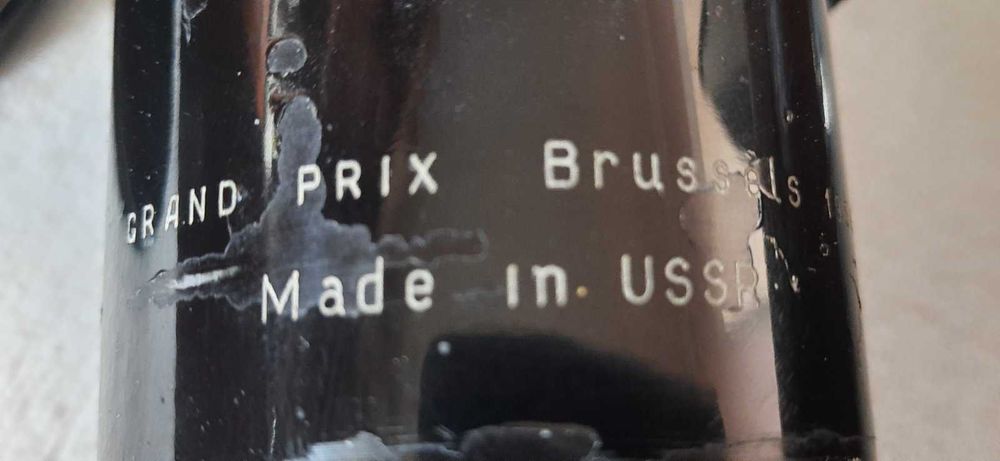 GRAND PRIX Brussels
Made in USSR